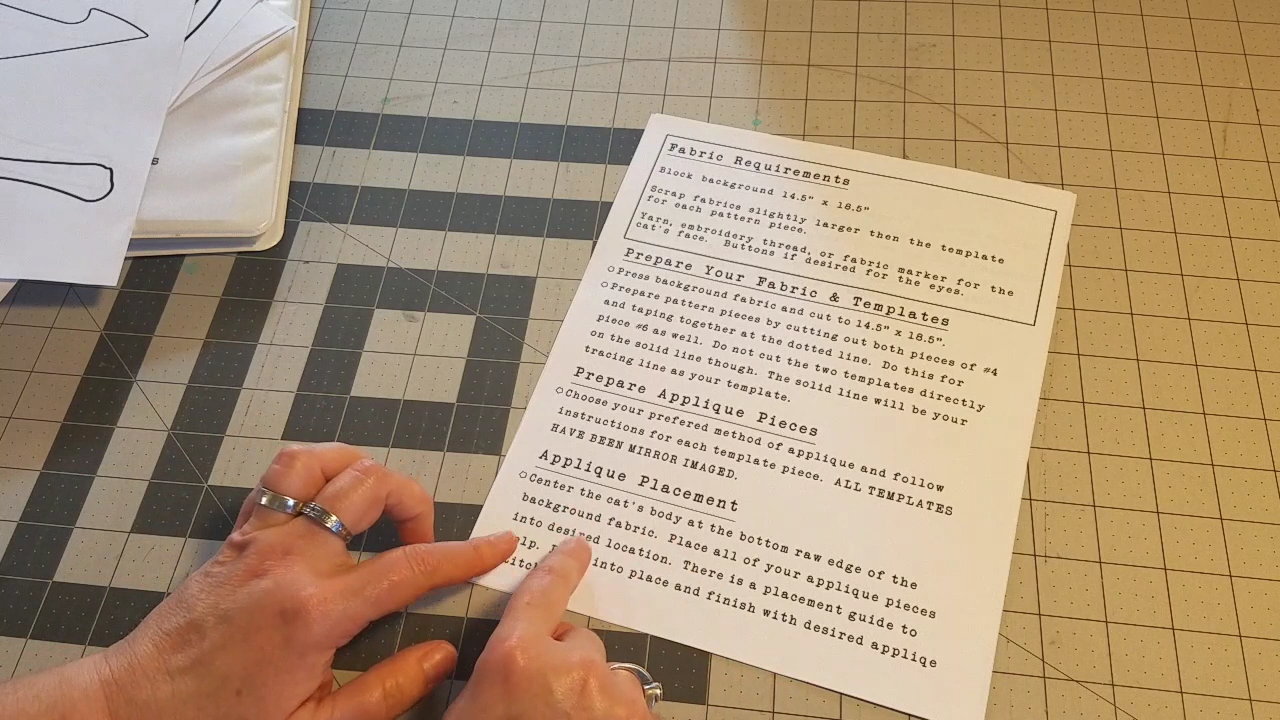 Fabric Requirements
Block background 14.5" x 18.5"
Scrap fabrics slightly larger then the template
for each pattern piece.
Yarn, embroidery thread, or fabric marker for the
cat's face. Buttons if desired for the eyes.
Prepare Your Fabric & Templates
Press background fabric and cut to 14.5" x 18.5".
Prepare pattern pieces by cutting out both pieces of #4
and taping together at the dotted line. Do this for
piece #6 as well. Do not cut the two templates directly
on the solid line though. The solid line will be your
tracing line as your template.
Prepare Applique Pieces
Choose your prefered method of applique and follow
instructions for each template piece. ALL TEMPLATES
HAVE BEEN MIRROR IMAGED.
Applique Placement
Center the cat's body at the bottom raw edge of the
background fabric. Place all of your applique pieces
into desired location. There is a placement guide to
into place and finish with desired appliqe